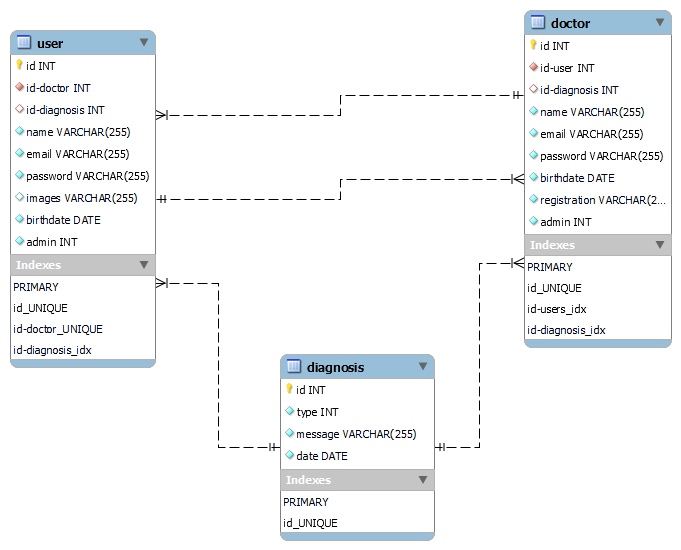 user
id INT
id-doctor INT
id-diagnosis INT
name VARCHAR(255)
email VARCHAR(255)
password VARCHAR(255)
images VARCHAR(255)
birthdate DATE
admin INT
Indexes
PRIMARY
id_UNIQUE
id-doctor_UNIQUE
id-diagnosis_idx
doctor
id INT
id-user INT
id-diagnosis INT
name VARCHAR(255)
email VARCHAR(255)
password VARCHAR(255)
birthdate DATE
registration VARCHAR(2...
admin INT
Indexes
PRIMARY
id_UNIQUE
id-users_idx
id-diagnosis_idx
diagnosis
id INT
type INT
message VARCHAR(255)
date DATE
Indexes
PRIMARY
id_UNIQUE